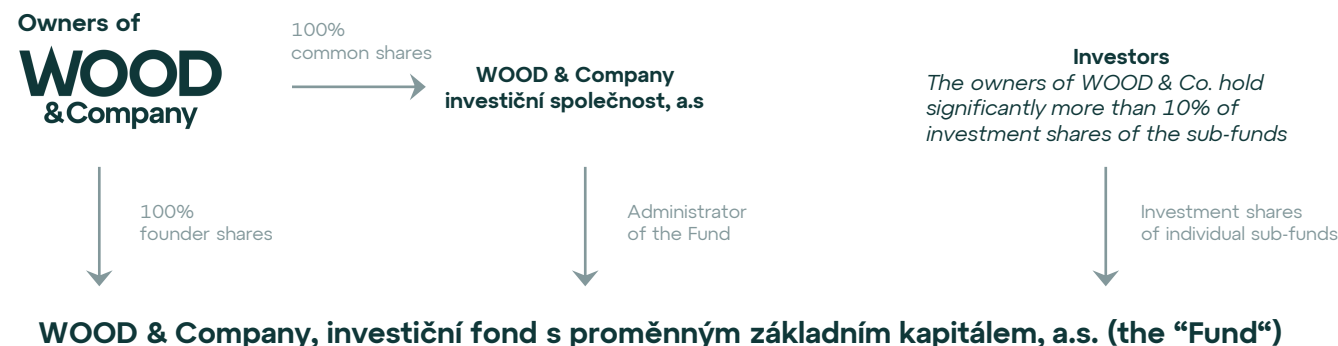 Owners of
WOOD
&Company
100%
common shares
WOOD & Company
investiční společnost, a.s
Investors
The owners of WOOD & Co. hold
significantly more than 10% of
investment shares of the sub-funds
100%
founder shares
Administrator
of the Fund
Investment shares
of individual sub-funds
WOOD & Company, investiční fond s proměnným základním kapitálem, a.s. (the “Fund“)